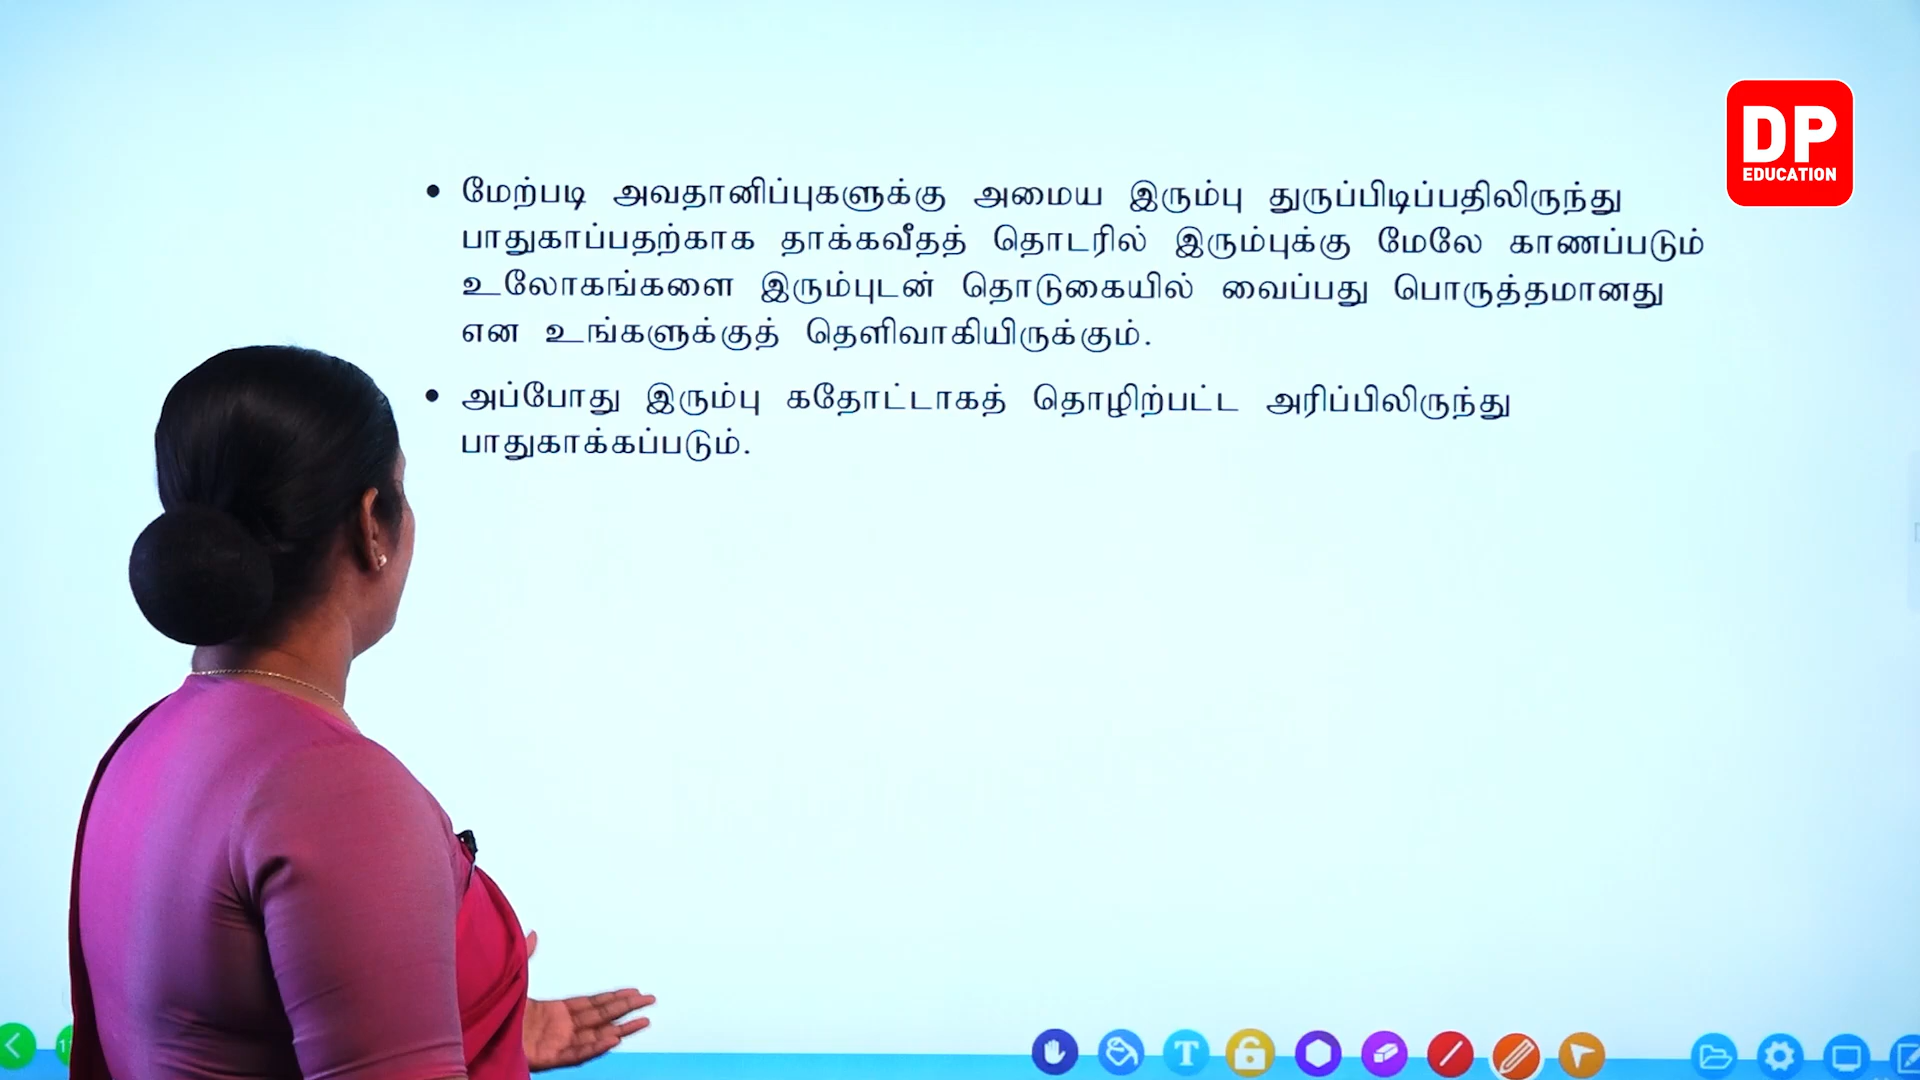 DP
EDUCATION
• மேற்படி அவதானிப்புகளுக்கு அமைய இரும்பு துருப்பிடிப்பதிலிருந்து
பாதுகாப்பதற்காக தாக்கவீதத் தொடரில் இரும்புக்கு மேலே காணப்படும்
உலோகங்களை இரும்புடன் தொடுகையில் வைப்பது பொருத்தமானது
என உங்களுக்குத் தெளிவாகியிருக்கும்.
• அப்போது இரும்பு கதோட்டாகத் தொழிற்பட்ட அரிப்பிலிருந்து
பாதுகாக்கப்படும்.
T